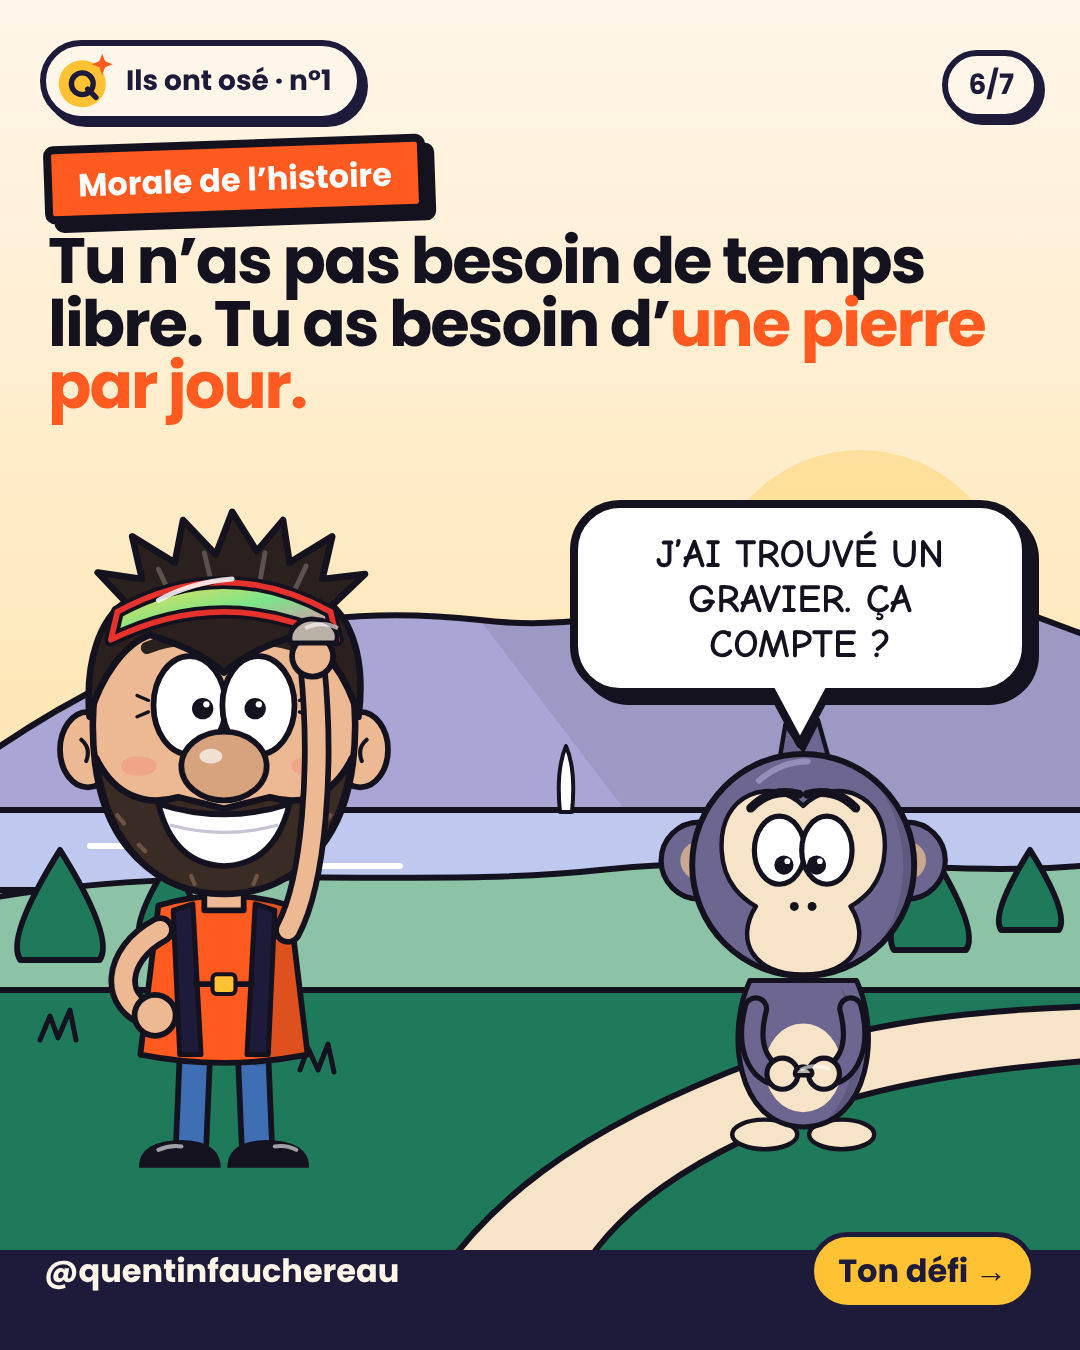 Q Ils ont osé · n°1
6/7
Morale de l’histoire
Tu n’as pas besoin de temps
libre. Tu as besoin d’une pierre
par jour.
J’AI TROUVÉ UN
GRAVIER. ÇA
COMPTE ?
@quentinfauchereau
Ton défi →